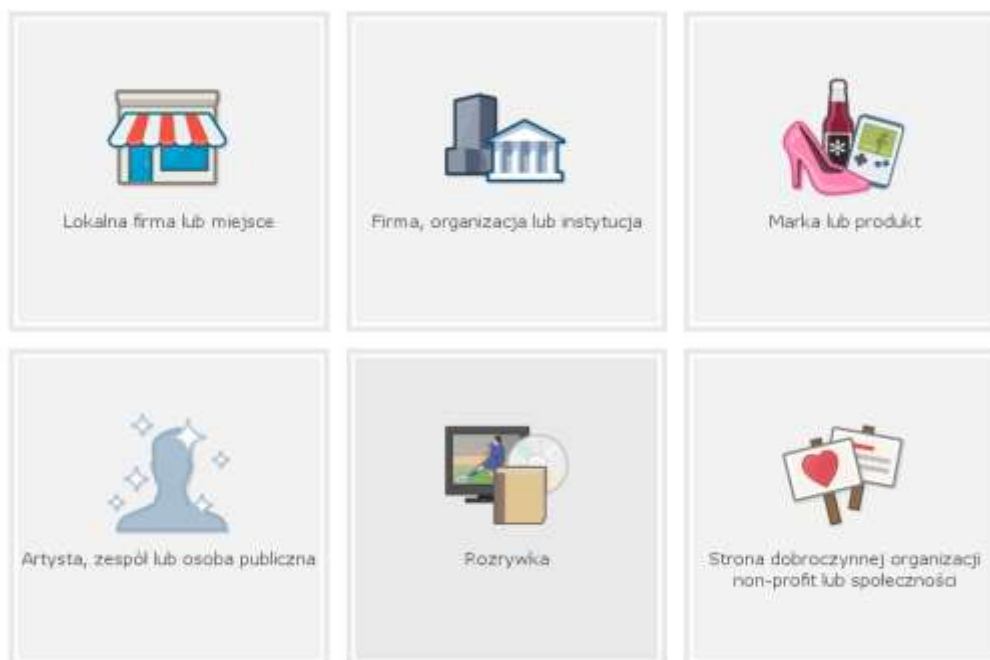 Lokalna firma lub miejsce
Firma, organizacja lub instytucja
Marka lub produkt
Artysta, zespół lub osoba publiczna
Rozrywka
Strona dobroczynnej organizacji
non-profit lub społeczności